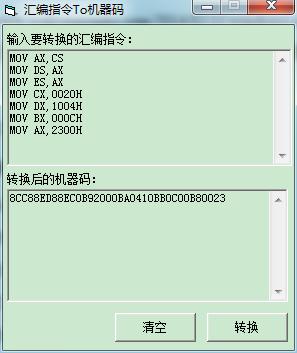 汇编指令To机器码
输入要转换的汇编指令:
MOV AX,CS
MOV DS,AX
MOV ES,AX
MOV CX,0020H
MOV DX,1004H
MOV BX,000CH
MOV AX,2300H
转换后的机器码:
8CC88ED88EC0B92000BA0410BB0C00B80023
清空
转换